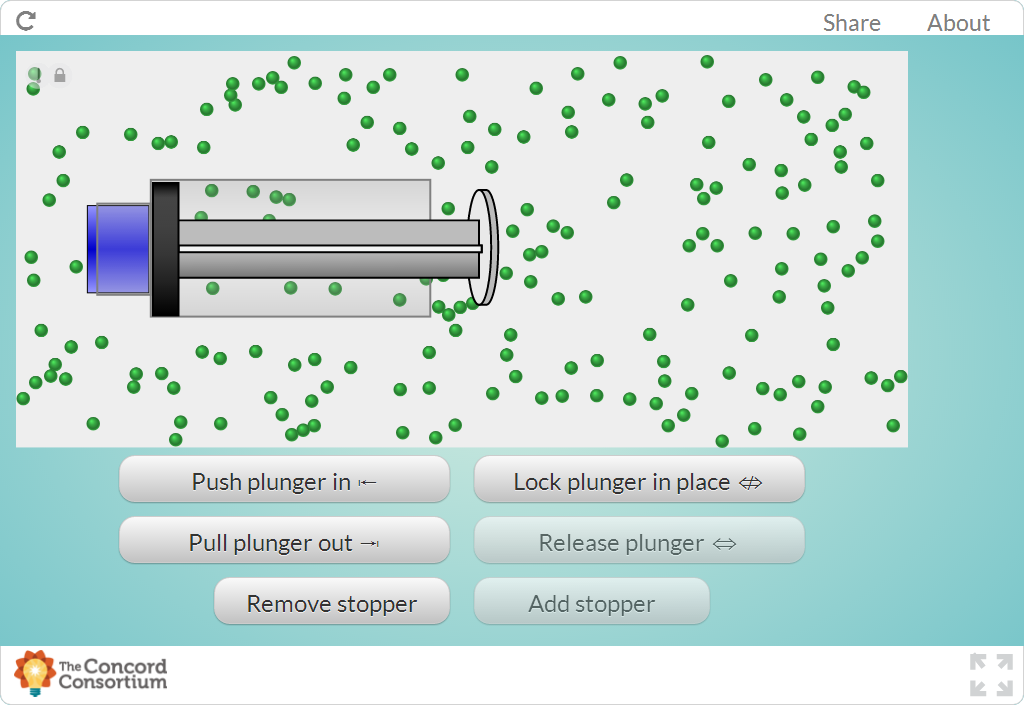 Share About
Push plunger in ⇤
Lock plunger in place ⇎
Pull plunger out ⇥
Release plunger ⇔
Remove stopper
Add stopper
The Concord
Consortium